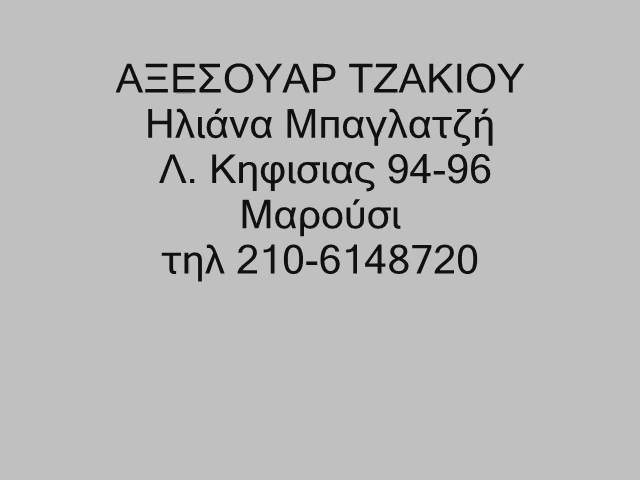 ΑΞΕΣΟΥΑΡ ΤΖΑΚΙΟΥ
Ηλιάνα Μπαγλατζή
Λ. Κηφισιας 94-96
Μαρούσι
τηλ 210-6148720